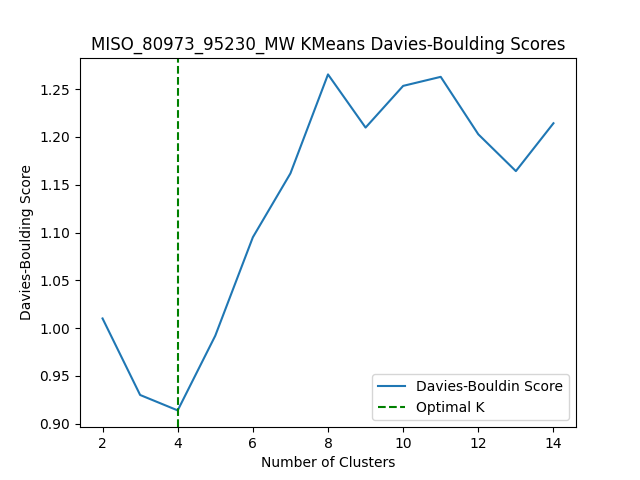 MISO_80973_95230_MW KMeans Davies-Boulding Scores
Davies-Boulding Score
1.25
1.20
1.15
1.10
1.05
1.00
0.95
0.90
Davies-Bouldin Score
Optimal K
2 4 6 8 10 12 14
Number of Clusters